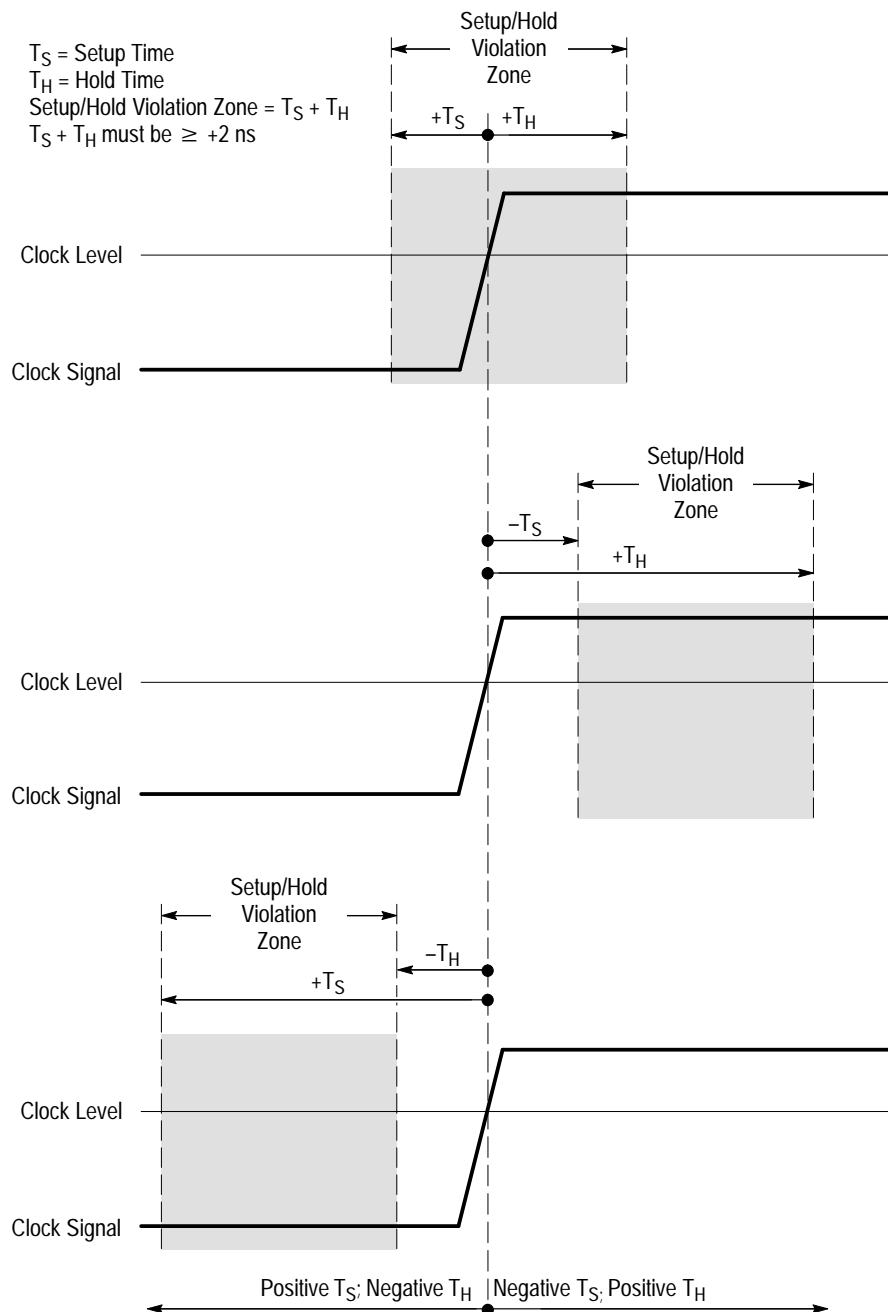 Setup/Hold
Violation
Zone
T_S = Setup Time
T_H = Hold Time
Setup/Hold Violation Zone = T_S + T_H
T_S + T_H must be ≥ +2 ns
+T_S
+T_H
Clock Level
Clock Signal
Setup/Hold
Violation
Zone
–T_S
+T_H
Clock Level
Clock Signal
Setup/Hold
Violation
Zone
–T_H
+T_S
Clock Level
Clock Signal
Positive T_S; Negative T_H
Negative T_S; Positive T_H